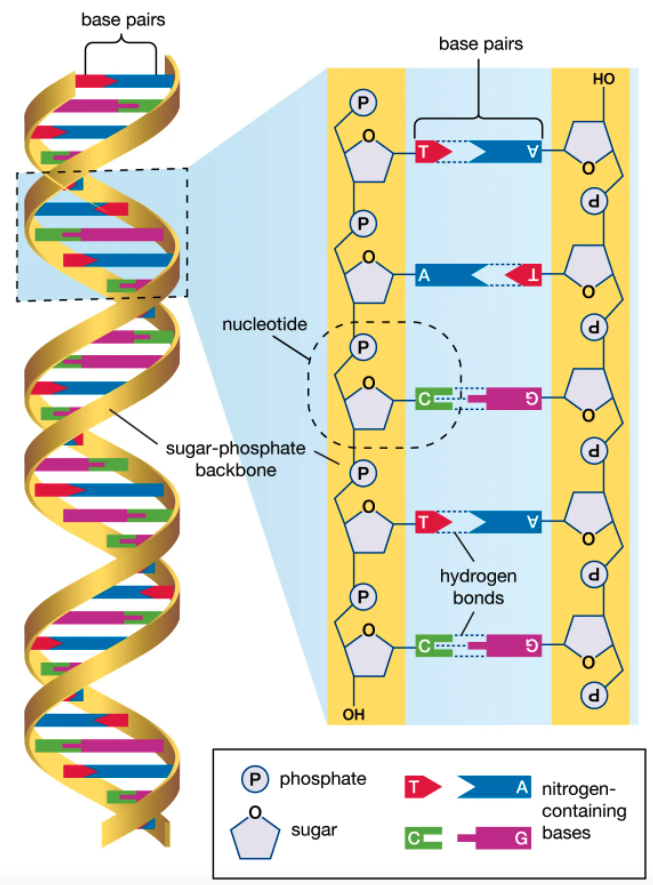 base pairs
base pairs
HO
P
O
T
A
O
P
P
O
A
T
O
nucleotide
P
P
O
C
G
O
sugar-phosphate
backbone
P
P
O
T
A
O
hydrogen
bonds
P
P
O
C
G
O
P
OH
P phosphate
T A
nitrogen-
containing
bases
O
sugar
C G